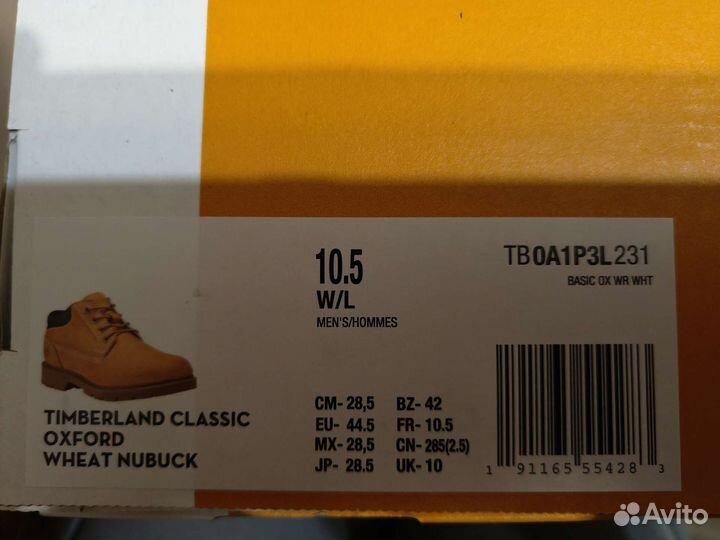 10.5
W/L
MEN'S/HOMMES
TB0A1P3L231
BASIC OX WR WHT
TIMBERLAND CLASSIC
OXFORD
WHEAT NUBUCK
CM- 28,5 BZ- 42
EU- 44.5 FR- 10.5
MX- 28,5 CN- 285(2.5)
JP- 28.5 UK- 10
1 91165 55428 3
Avito